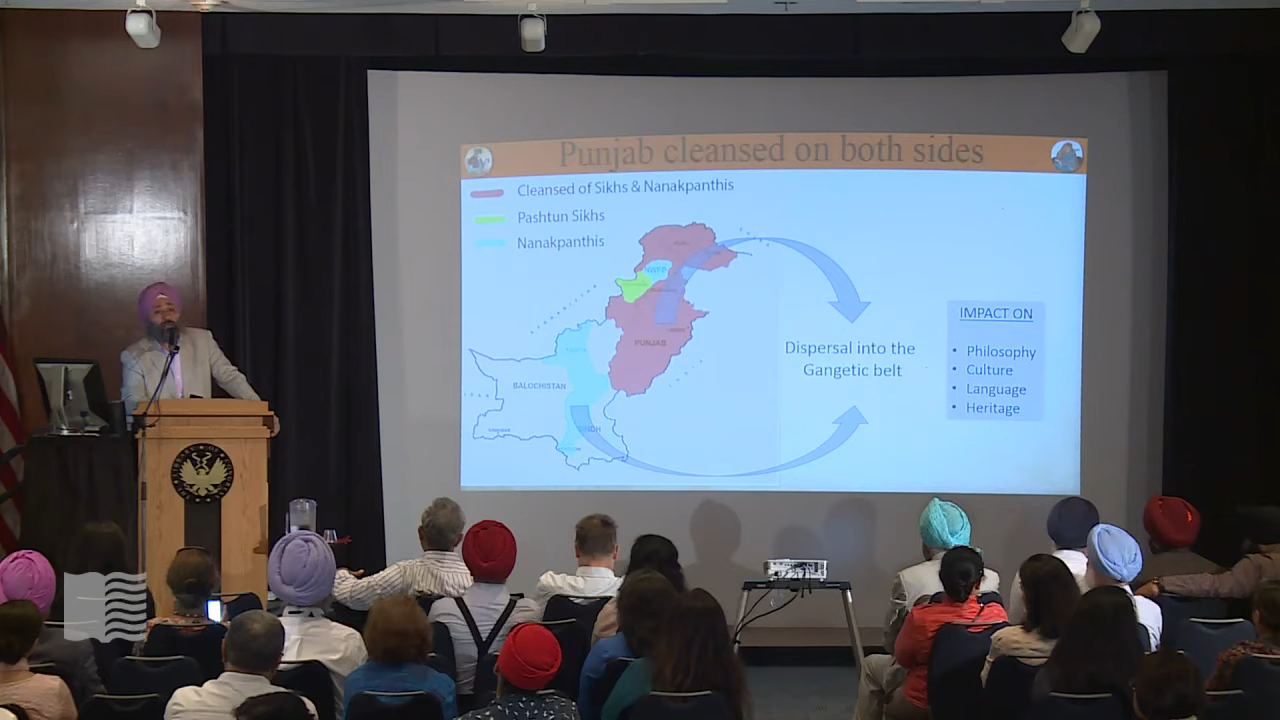 Punjab cleansed on both sides
Cleansed of Sikhs & Nanakpanthis
Pashtun Sikhs
Nanakpanthis
NWFP
PUNJAB
BALOCHISTAN
SINDH
Dispersal into the
Gangetic belt
IMPACT ON
• Philosophy
• Culture
• Language
• Heritage